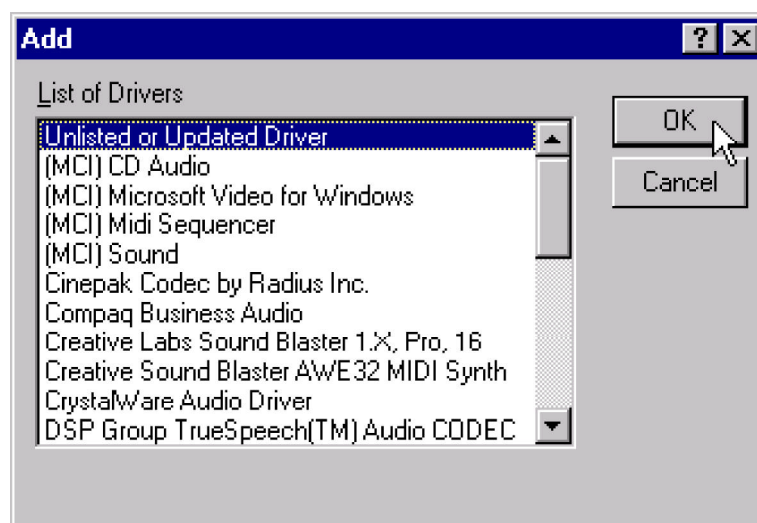 Add
List of Drivers
Unlisted or Updated Driver
(MCI) CD Audio
(MCI) Microsoft Video for Windows
(MCI) Midi Sequencer
(MCI) Sound
Cinepak Codec by Radius Inc.
Compaq Business Audio
Creative Labs Sound Blaster 1.X, Pro, 16
Creative Sound Blaster AWE32 MIDI Synth
CrystalWare Audio Driver
DSP Group TrueSpeech(TM) Audio CODEC
OK
Cancel